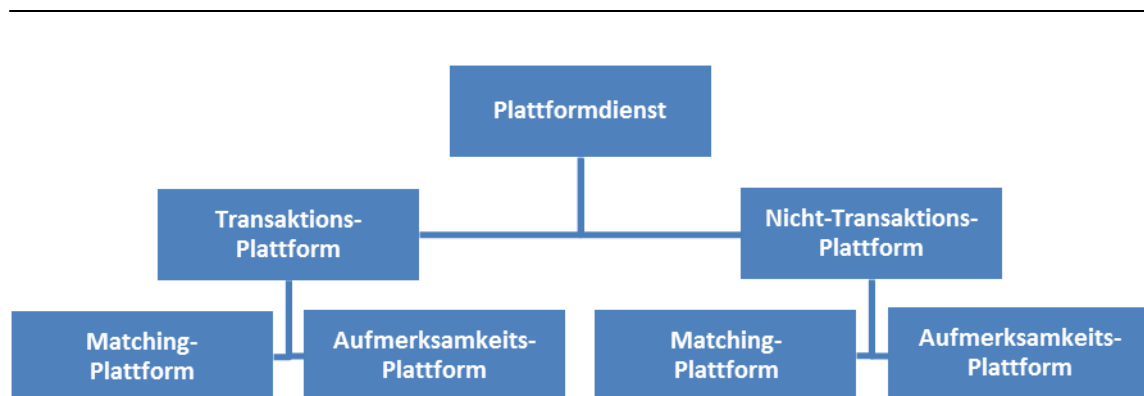 Plattformdienst
Transaktions-
Plattform
Nicht-Transaktions-
Plattform
Matching-
Plattform
Aufmerksamkeits-
Plattform
Matching-
Plattform
Aufmerksamkeits-
Plattform